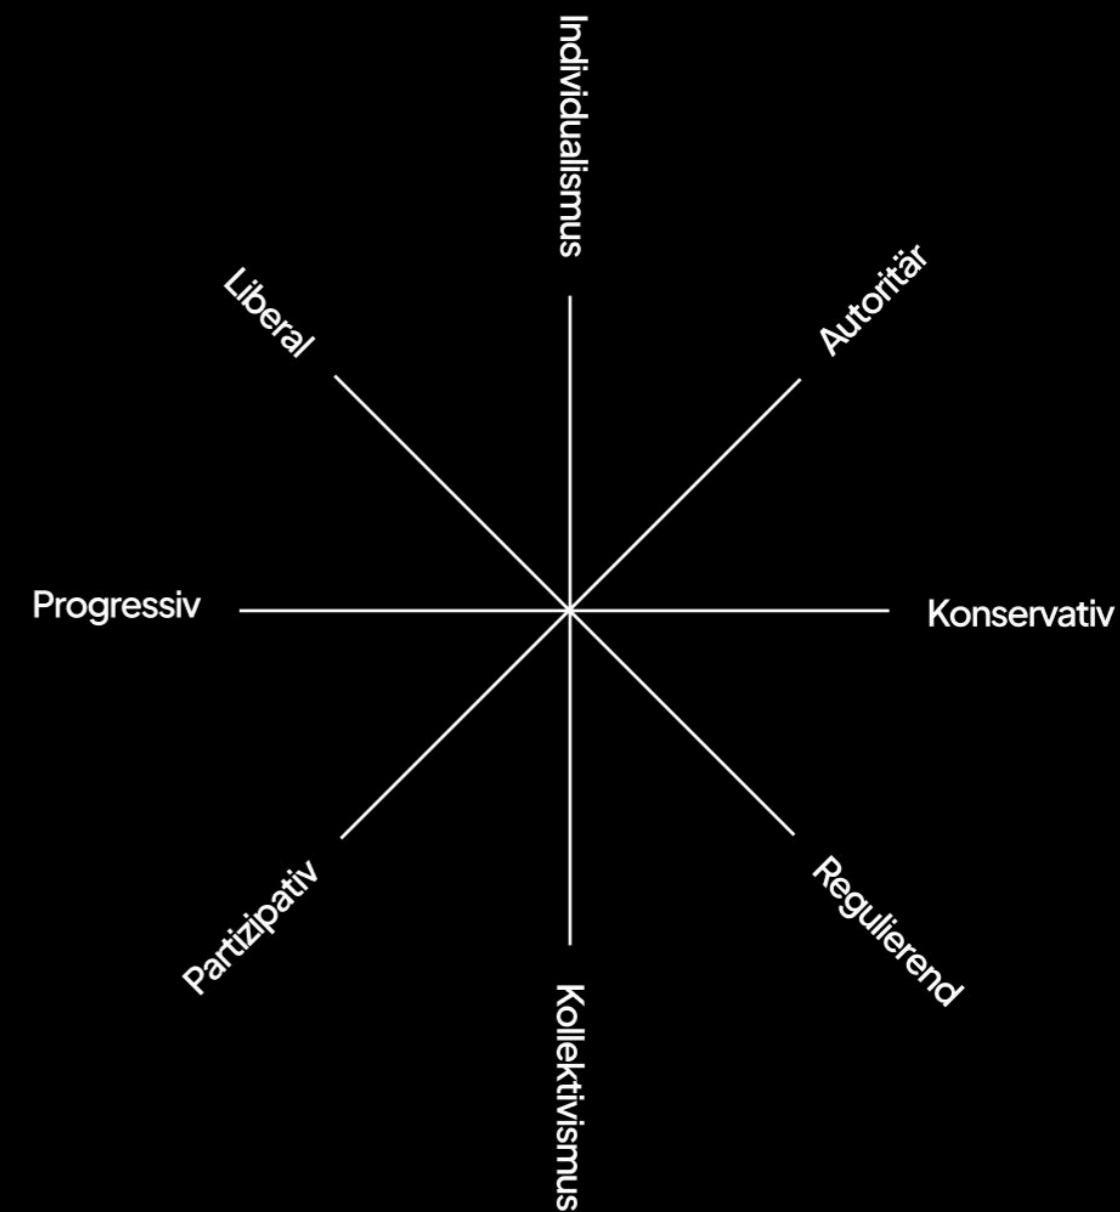 Individualismus
Liberal
Autoritär
Progressiv
Konservativ
Partizipativ
Regulierend
Kollektivismus